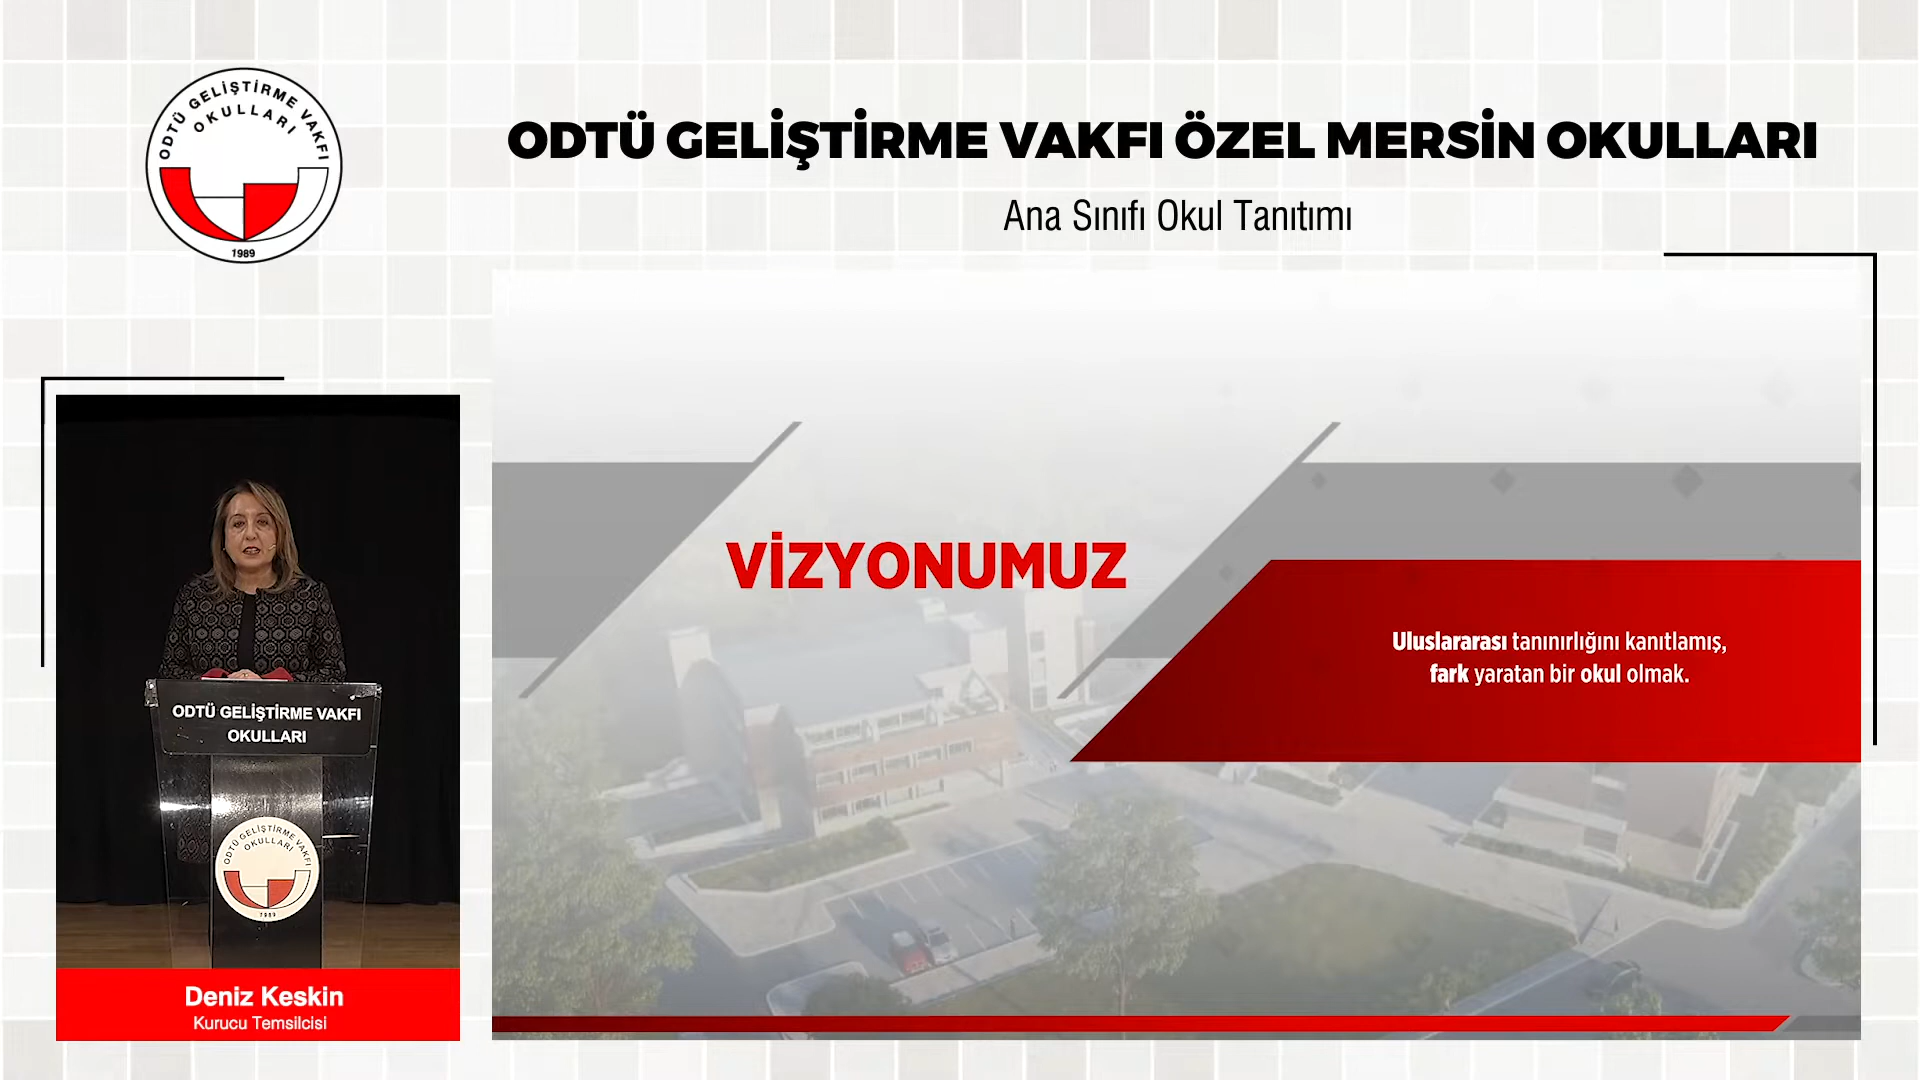 ODTÜ GELİŞTİRME VAKFI
OKULLARI
1989
ODTÜ GELİŞTİRME VAKFI ÖZEL MERSİN OKULLARI
Ana Sınıfı Okul Tanıtımı
VİZYONUMUZ
Uluslararası tanınırlığını kanıtlamış,
fark yaratan bir okul olmak.
ODTÜ GELİŞTİRME VAKFI
OKULLARI
ODTÜ GELİŞTİRME VAKFI
OKULLARI
1989
Deniz Keskin
Kurucu Temsilcisi